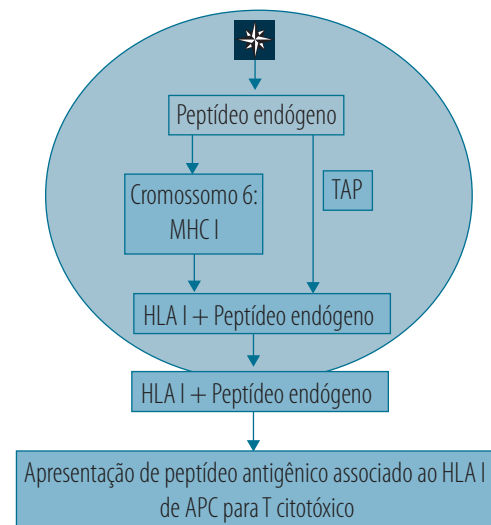 Peptídeo endógeno
Cromossomo 6:
MHC I
TAP
HLA I + Peptídeo endógeno
HLA I + Peptídeo endógeno
Apresentação de peptídeo antigênico associado ao HLA I
de APC para T citotóxico